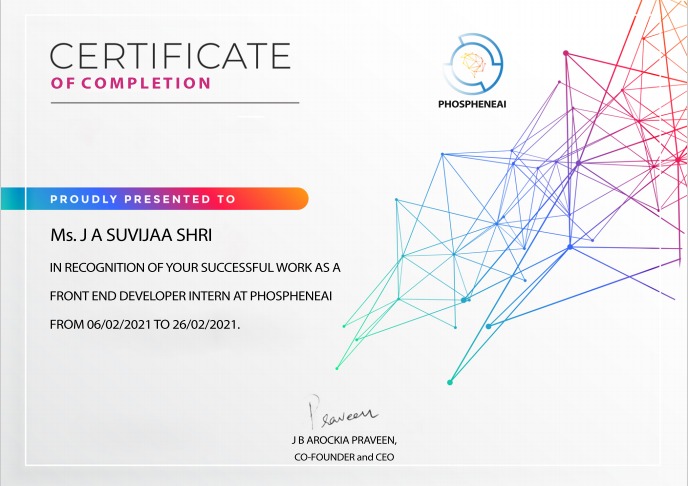 CERTIFICATE
OF COMPLETION
PHOSPHENEAI
PROUDLY PRESENTED TO
Ms. J A SUVIJAA SHRI
IN RECOGNITION OF YOUR SUCCESSFUL WORK AS A
FRONT END DEVELOPER INTERN AT PHOSPHENEAI
FROM 06/02/2021 TO 26/02/2021.
Praveen
J B AROCKIA PRAVEEN,
CO-FOUNDER and CEO